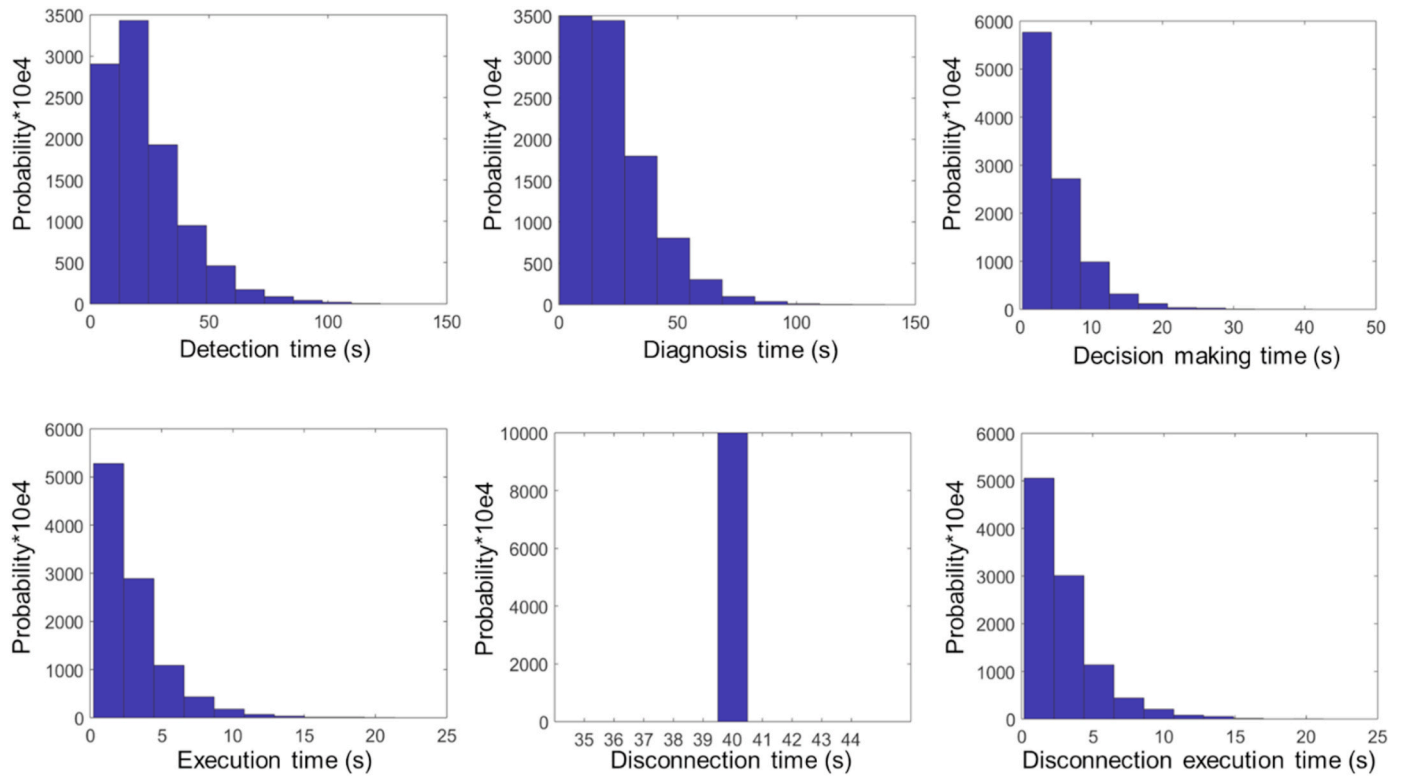 Probability*10e4
3500
3000
2500
2000
1500
1000
500
0
0 50 100 150
Detection time (s)
Probability*10e4
3500
3000
2500
2000
1500
1000
500
0
0 50 100 150
Diagnosis time (s)
Probability*10e4
6000
5000
4000
3000
2000
1000
0
0 10 20 30 40 50
Decision making time (s)
Probability*10e4
6000
5000
4000
3000
2000
1000
0
0 5 10 15 20 25
Execution time (s)
Probability*10e4
10000
8000
6000
4000
2000
0
35 36 37 38 39 40 41 42 43 44
Disconnection time (s)
Probability*10e4
6000
5000
4000
3000
2000
1000
0
0 5 10 15 20 25
Disconnection execution time (s)